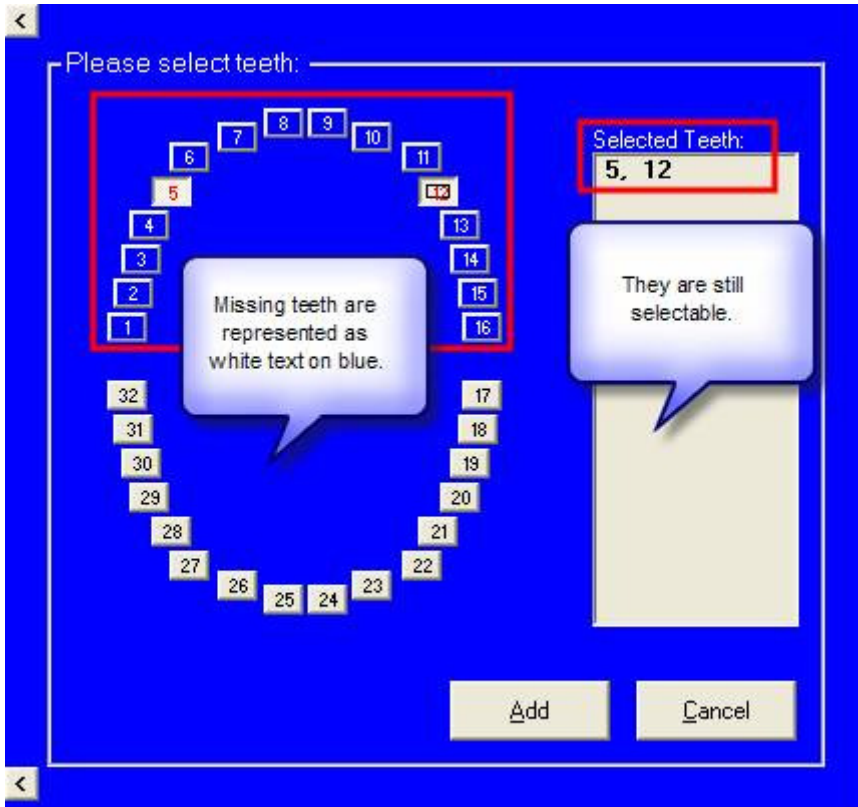 <
Please select teeth:
8 9
7 10
6 11
5 12
4 13
3 14
2 15
1 16
Selected Teeth:
5, 12
Missing teeth are
represented as
white text on blue.
They are still
selectable.
32 17
31 18
30 19
29 20
28 21
27 22
26 23
25 24
Add Cancel
<